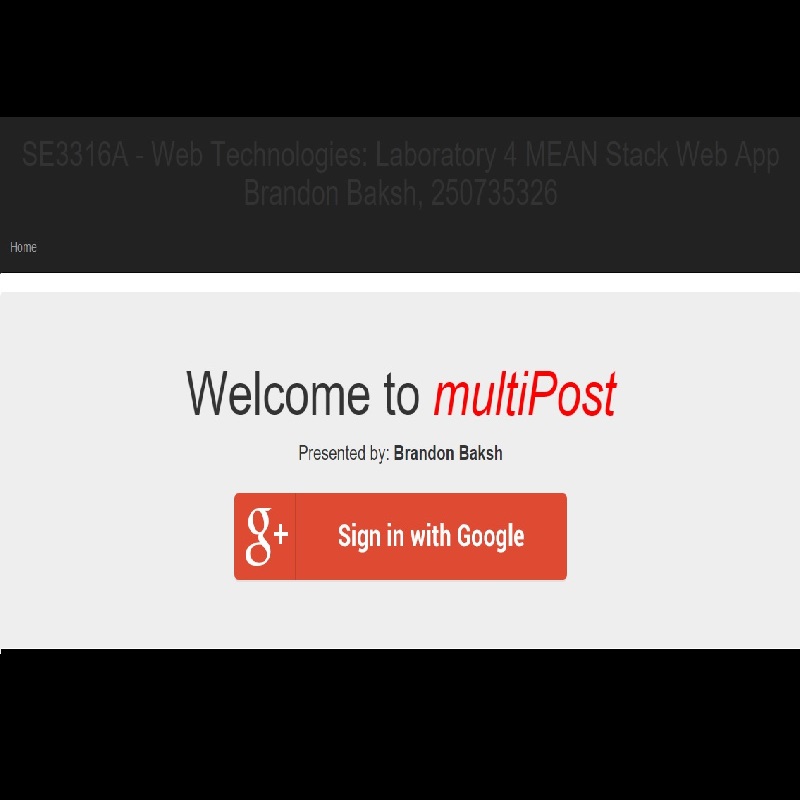 SE3316A - Web Technologies: Laboratory 4 MEAN Stack Web App
Brandon Baksh, 250735326
Home
Welcome to multiPost
Presented by: Brandon Baksh
g+ Sign in with Google